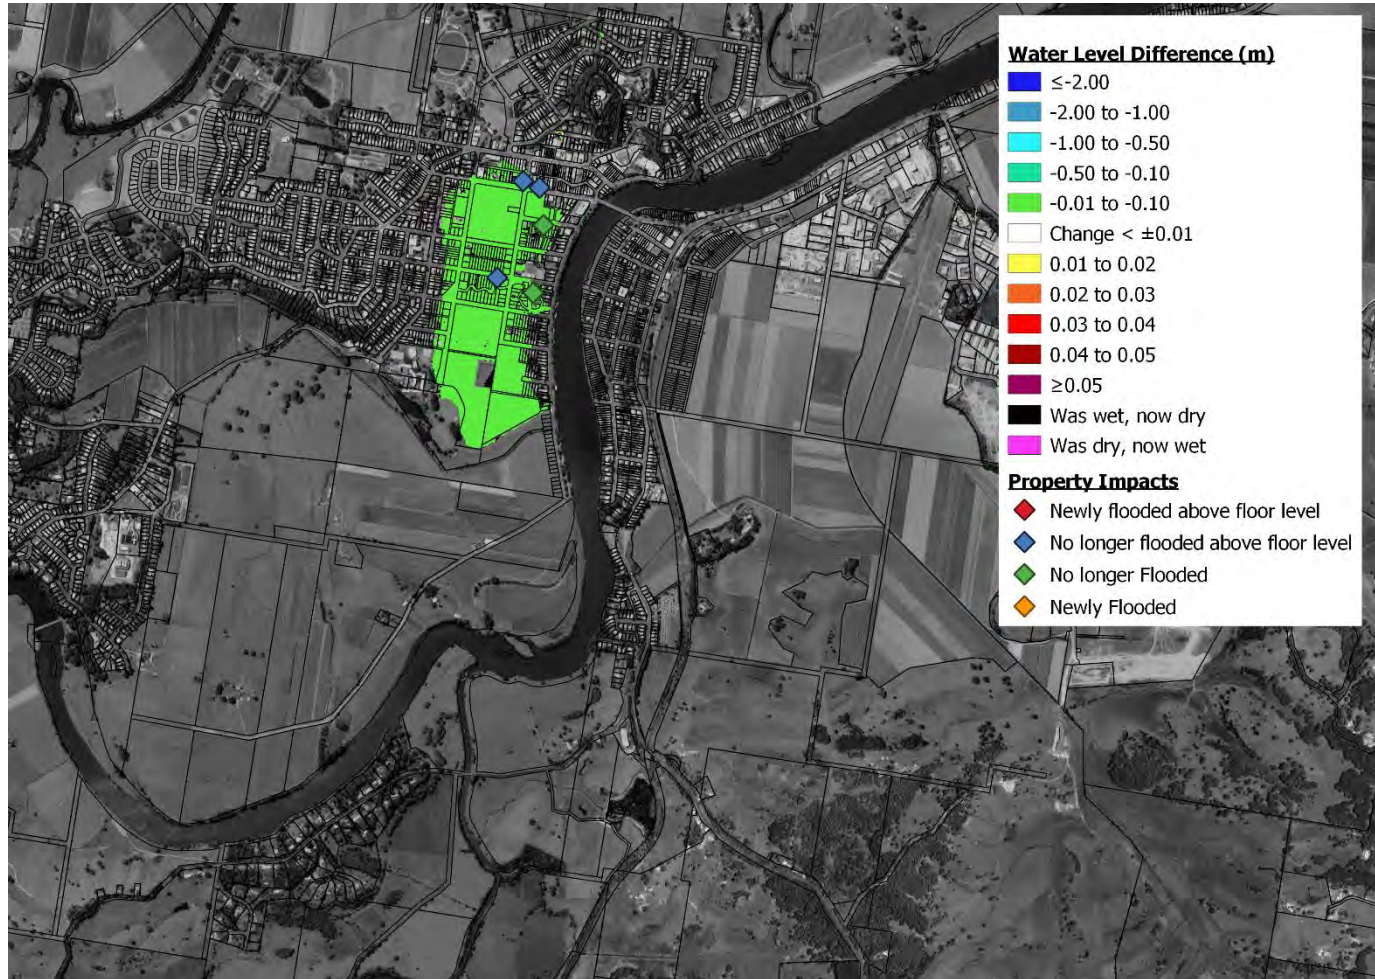 Water Level Difference (m)
≤-2.00
-2.00 to -1.00
-1.00 to -0.50
-0.50 to -0.10
-0.01 to -0.10
Change < ±0.01
0.01 to 0.02
0.02 to 0.03
0.03 to 0.04
0.04 to 0.05
≥0.05
Was wet, now dry
Was dry, now wet
Property Impacts
Newly flooded above floor level
No longer flooded above floor level
No longer Flooded
Newly Flooded